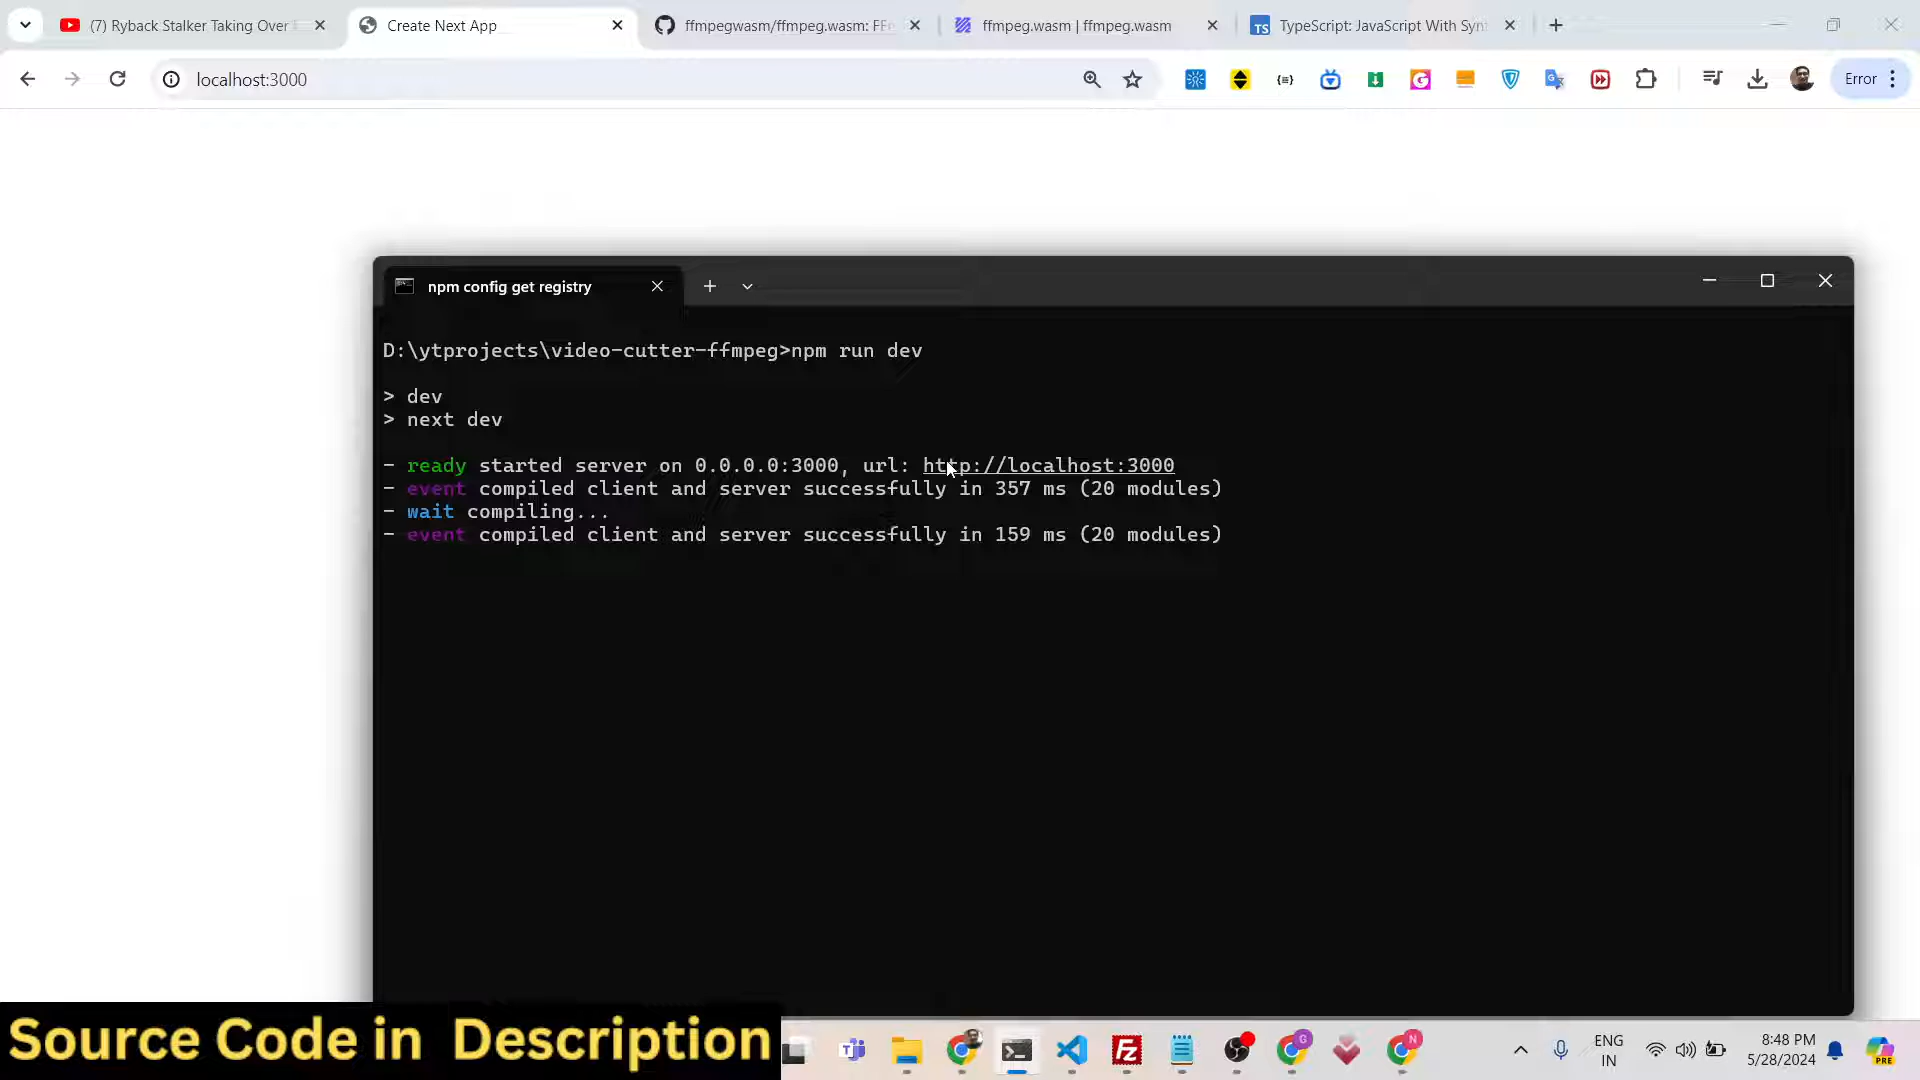 (7) Ryback Stalker Taking Over
Create Next App
ffmpegwasm/ffmpeg.wasm: FF
ffmpeg.wasm | ffmpeg.wasm
TypeScript: JavaScript With Syn
localhost:3000
Error
npm config get registry
D:\ytprojects\video-cutter-ffmpeg>npm run dev
> dev
> next dev
- ready started server on 0.0.0.0:3000, url: http://localhost:3000
- event compiled client and server successfully in 357 ms (20 modules)
- wait compiling...
- event compiled client and server successfully in 159 ms (20 modules)
Source Code in Description
ENG
IN
8:48 PM
5/28/2024
PRE